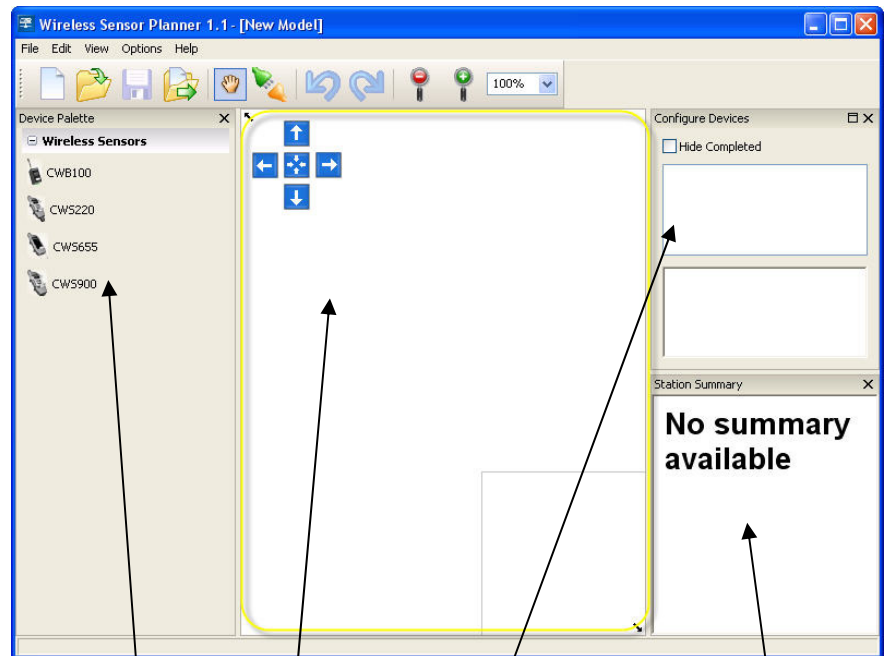 Wireless Sensor Planner 1.1- [New Model]
File Edit View Options Help
100%
Device Palette
Wireless Sensors
CWB100
CWS220
CWS655
CWS900
Configure Devices
Hide Completed
Station Summary
No summary
available